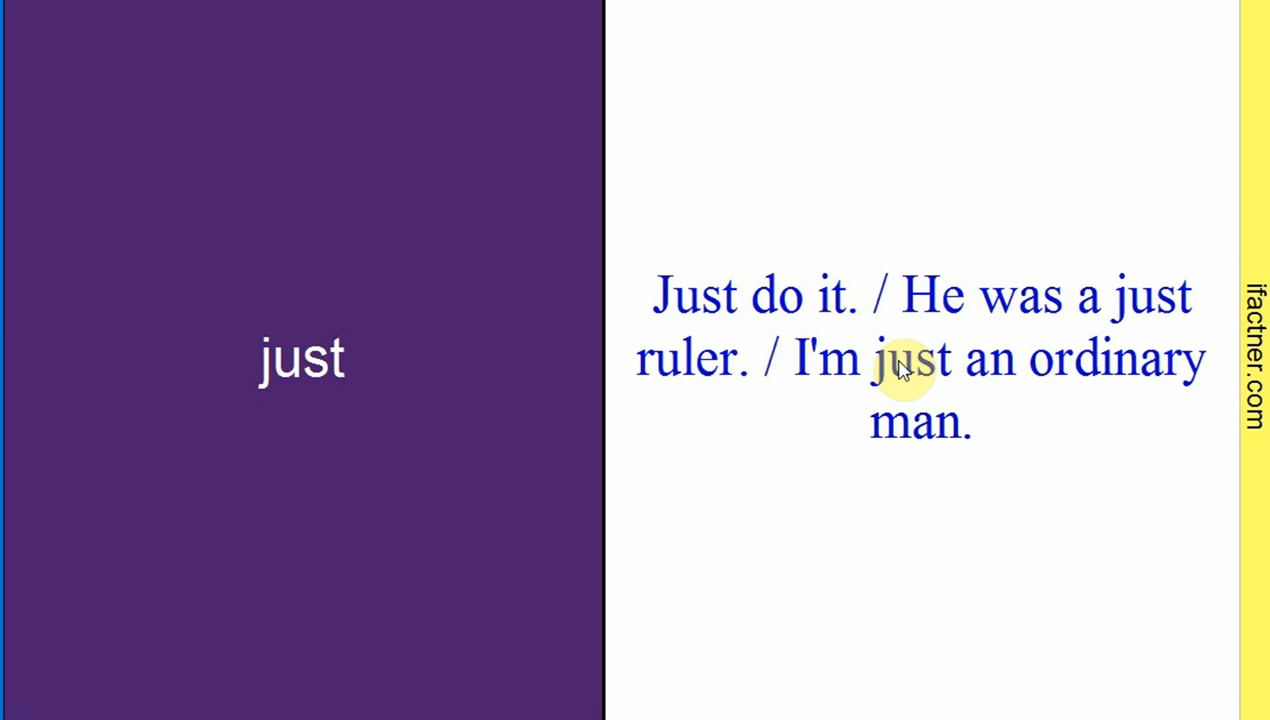 just
Just do it. / He was a just
ruler. / I'm just an ordinary
man.
ifactner.com